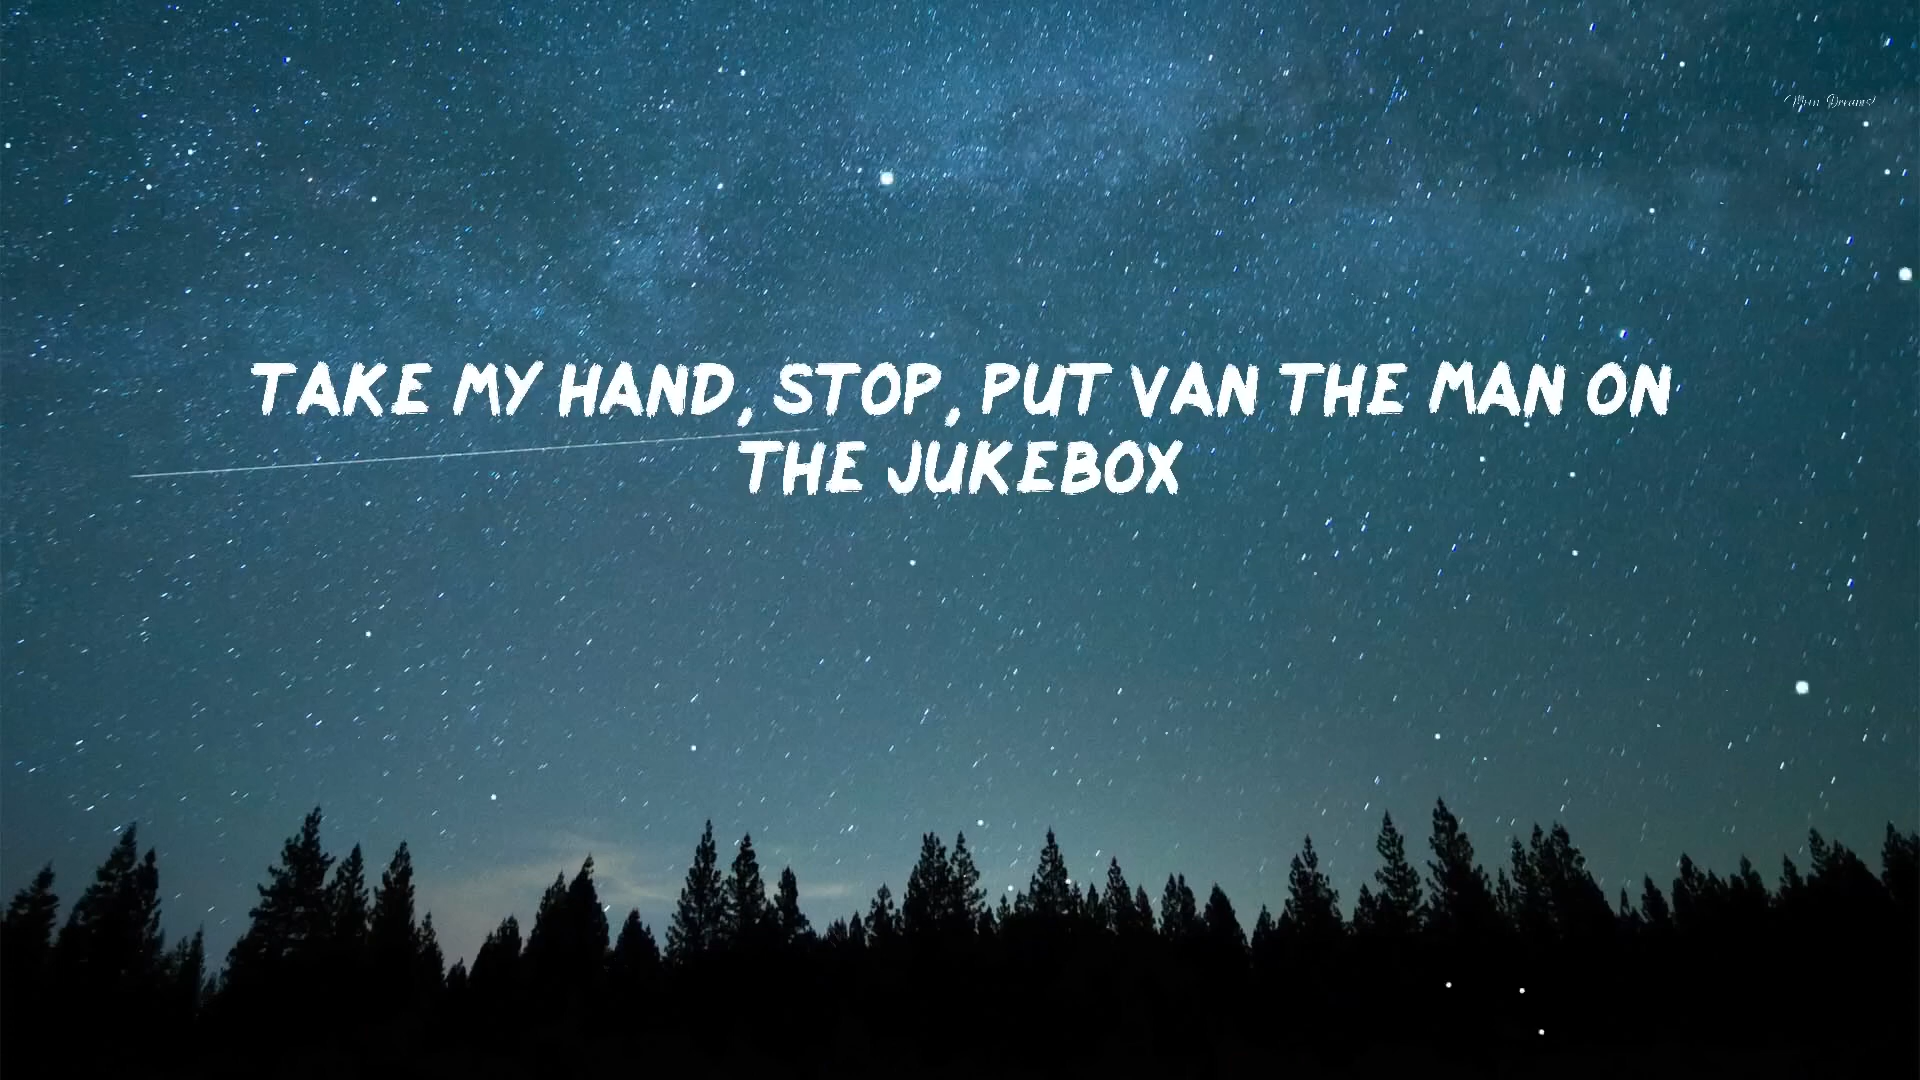 TAKE MY HAND, STOP, PUT VAN THE MAN ON
THE JUKEBOX